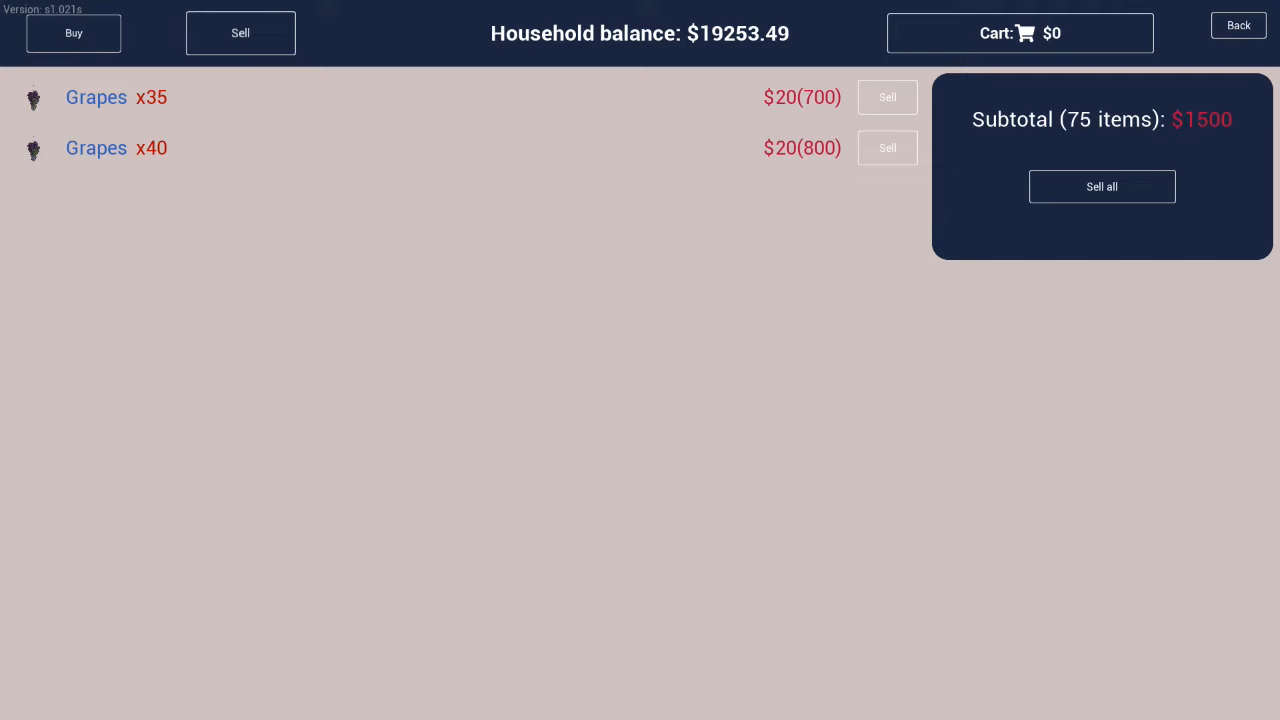 Version: s1.021s
Buy
Sell
Household balance: $19253.49
Cart: $0
Back
Grapes x35
$20(700)
Sell
Grapes x40
$20(800)
Sell
Subtotal (75 items): $1500
Sell all